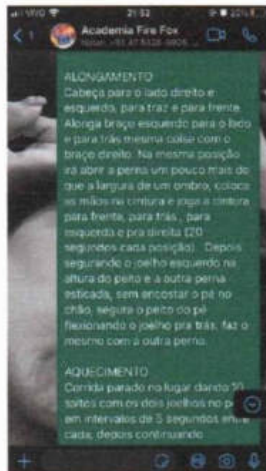 VIVO
21:52
Academia Fire Fox
ALONGAMENTO
Cabeça para o lado direito e
esquerdo, para traz e para frente.
Alonga braço esquerdo para o lado
e para trás mesma coisa com o
braço direito. Na mesma posição
irá abrir a perna um pouco mais do
que a largura de um ombro, coloca
as mãos na cintura e joga a cintura
para frente, para trás , para
esquerda e pra direita (20
segundos cada posição). Depois
segurando o joelho esquerdo na
altura do peito e a outra perna
esticada, sem encostar o pé no
chão, segura o peito do pé
flexionando o joelho pra trás, faz o
mesmo com a outra perna.
AQUECIMENTO
Corrida parado no lugar dando 10
saltos com os dois joelhos no
em intervalos de 5 segundos entre
cada, depois continuando